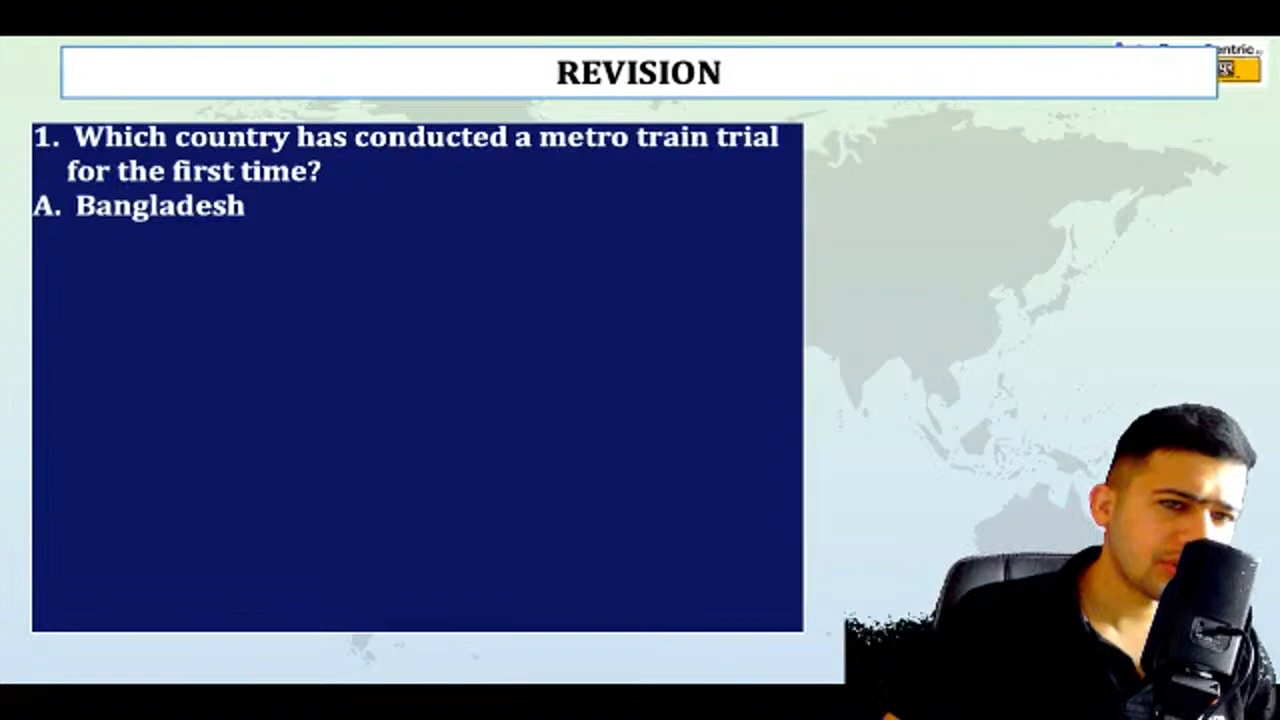 REVISION
1. Which country has conducted a metro train trial
for the first time?
A. Bangladesh